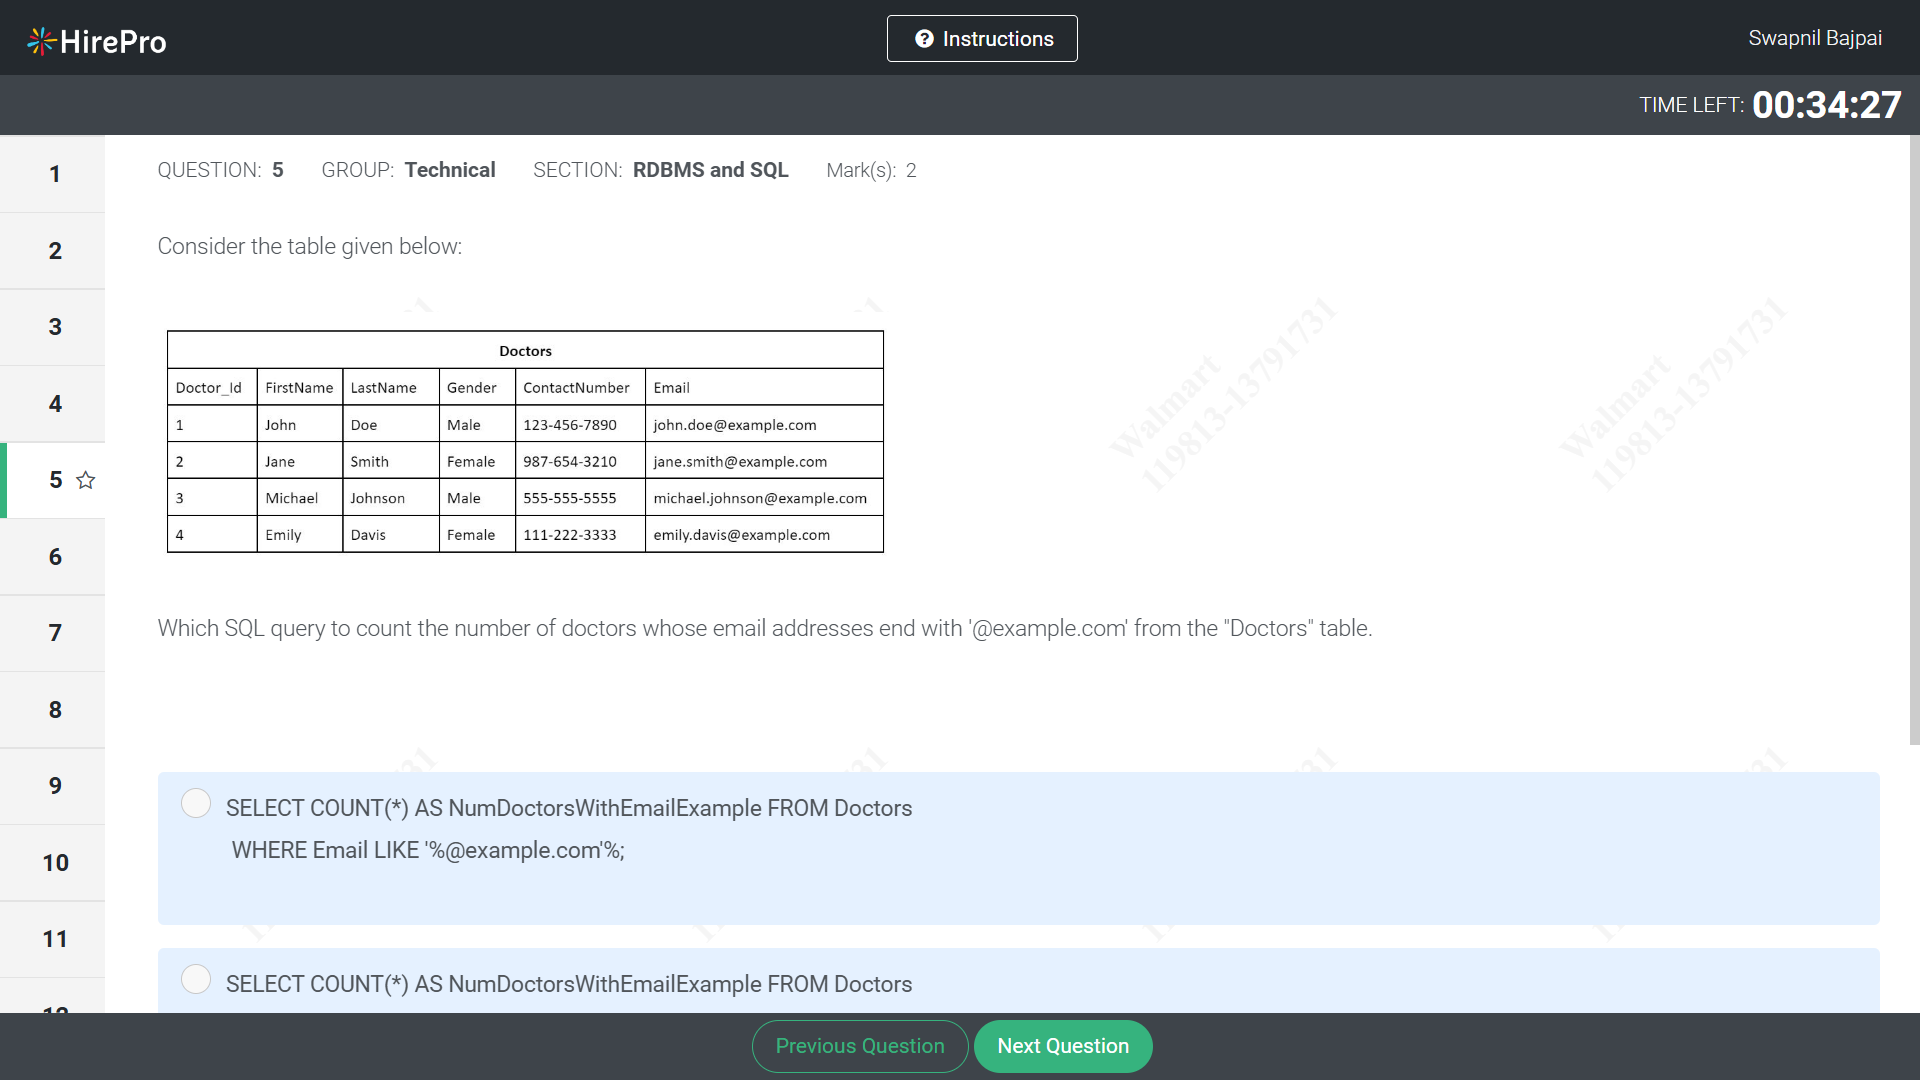 HirePro
Instructions
Swapnil Bajpai
TIME LEFT: 00:34:27
1
2
3
4
5
6
7
8
9
10
11
12
QUESTION: 5 GROUP: Technical SECTION: RDBMS and SQL Mark(s): 2
Consider the table given below:
Doctors
Doctor_Id FirstName LastName Gender ContactNumber Email
1 John Doe Male 123-456-7890 john.doe@example.com
2 Jane Smith Female 987-654-3210 jane.smith@example.com
3 Michael Johnson Male 555-555-5555 michael.johnson@example.com
4 Emily Davis Female 111-222-3333 emily.davis@example.com
Walmart
119813-13791731
Walmart
119813-13791731
Which SQL query to count the number of doctors whose email addresses end with '@example.com' from the "Doctors" table.
SELECT COUNT(*) AS NumDoctorsWithEmailExample FROM Doctors
WHERE Email LIKE '%@example.com'%;
SELECT COUNT(*) AS NumDoctorsWithEmailExample FROM Doctors
Previous Question
Next Question